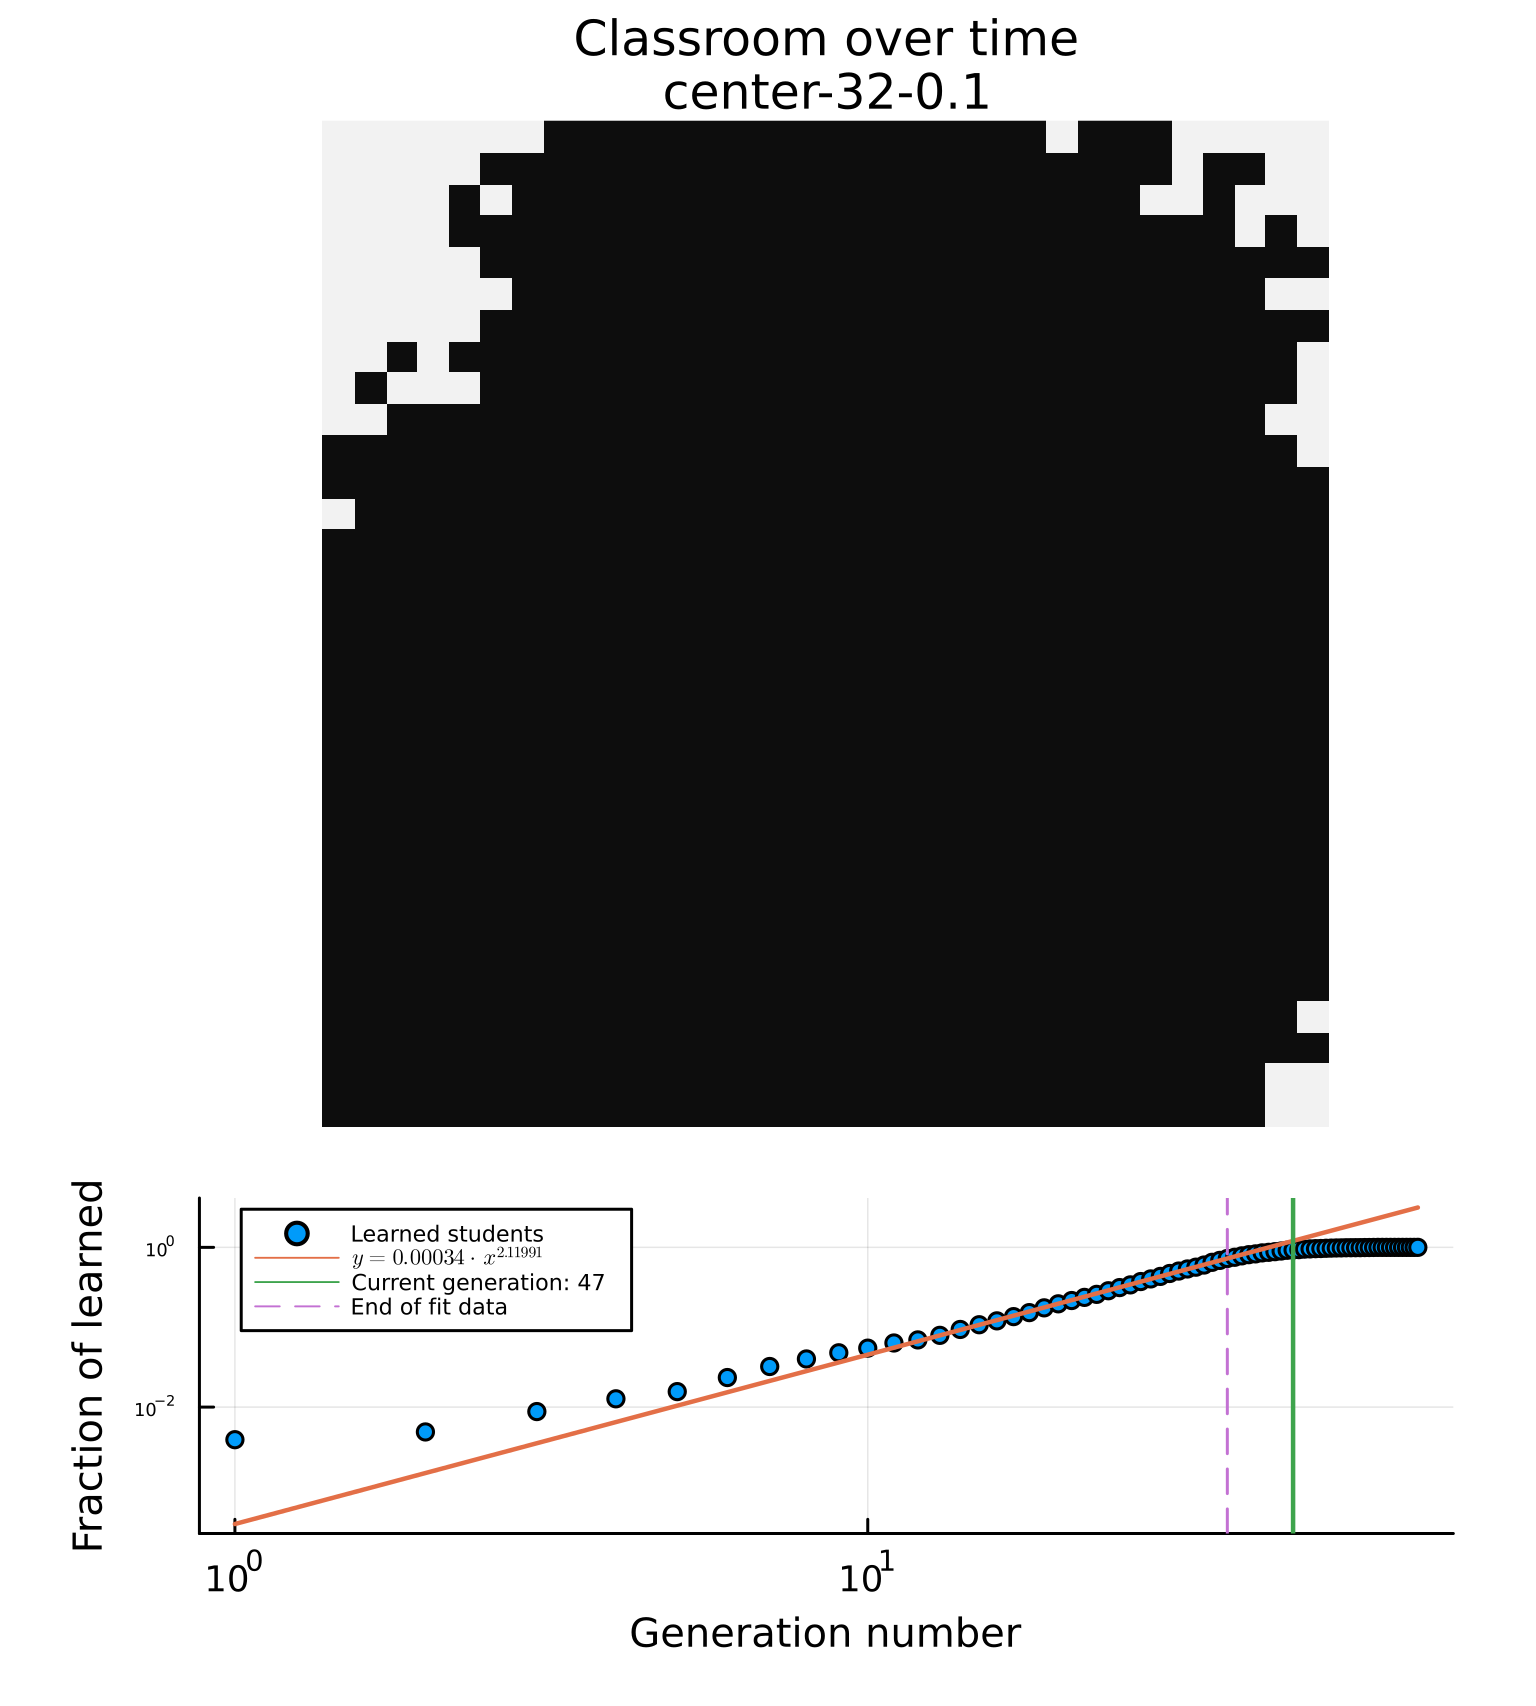 Classroom over time
center-32-0.1
Fraction of learned
10^0
10^-2
Learned students
y = 0.00034 · x^2.11991
Current generation: 47
End of fit data
10^0
10^1
Generation number